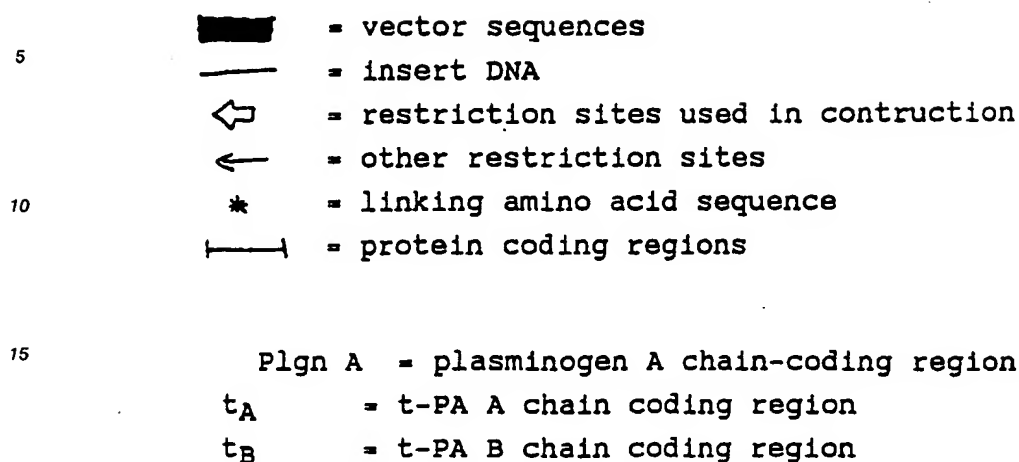 = vector sequences
5
= insert DNA
= restriction sites used in contruction
= other restriction sites
10 * = linking amino acid sequence
= protein coding regions
15 Plgn A = plasminogen A chain-coding region
tA = t-PA A chain coding region
tB = t-PA B chain coding region